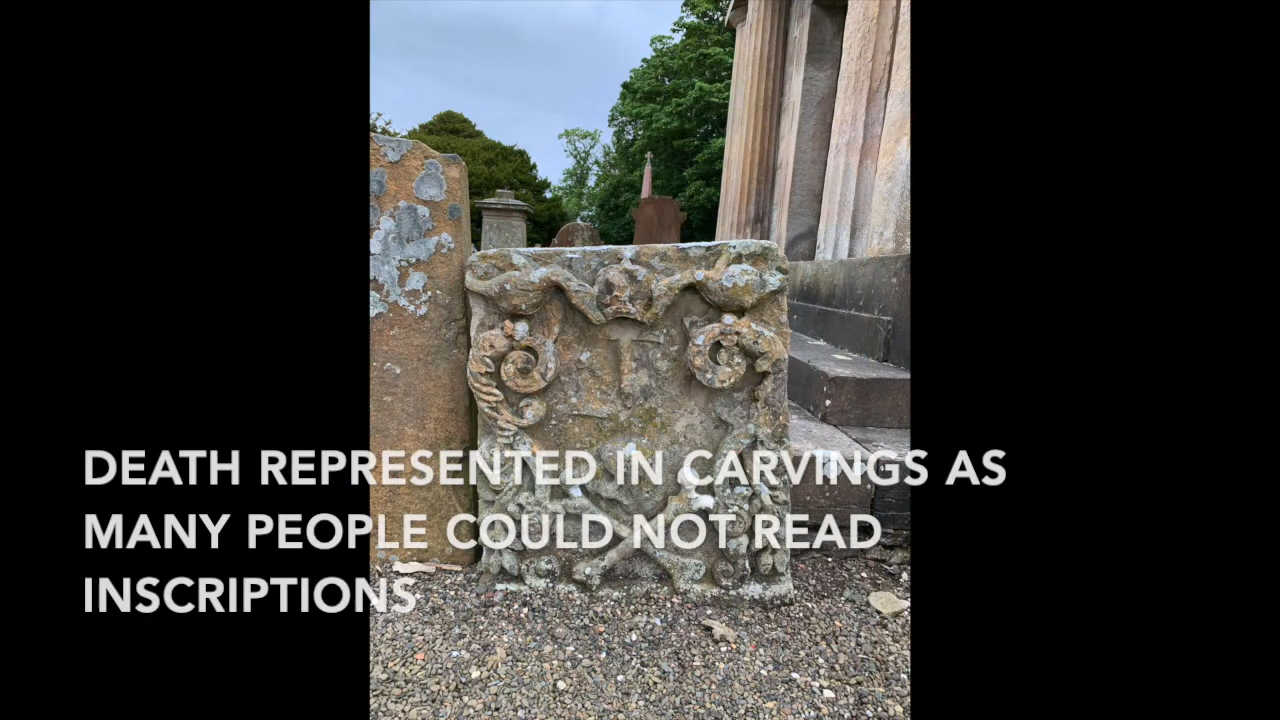 DEATH REPRESENTED IN CARVINGS AS
MANY PEOPLE COULD NOT READ
INSCRIPTIONS